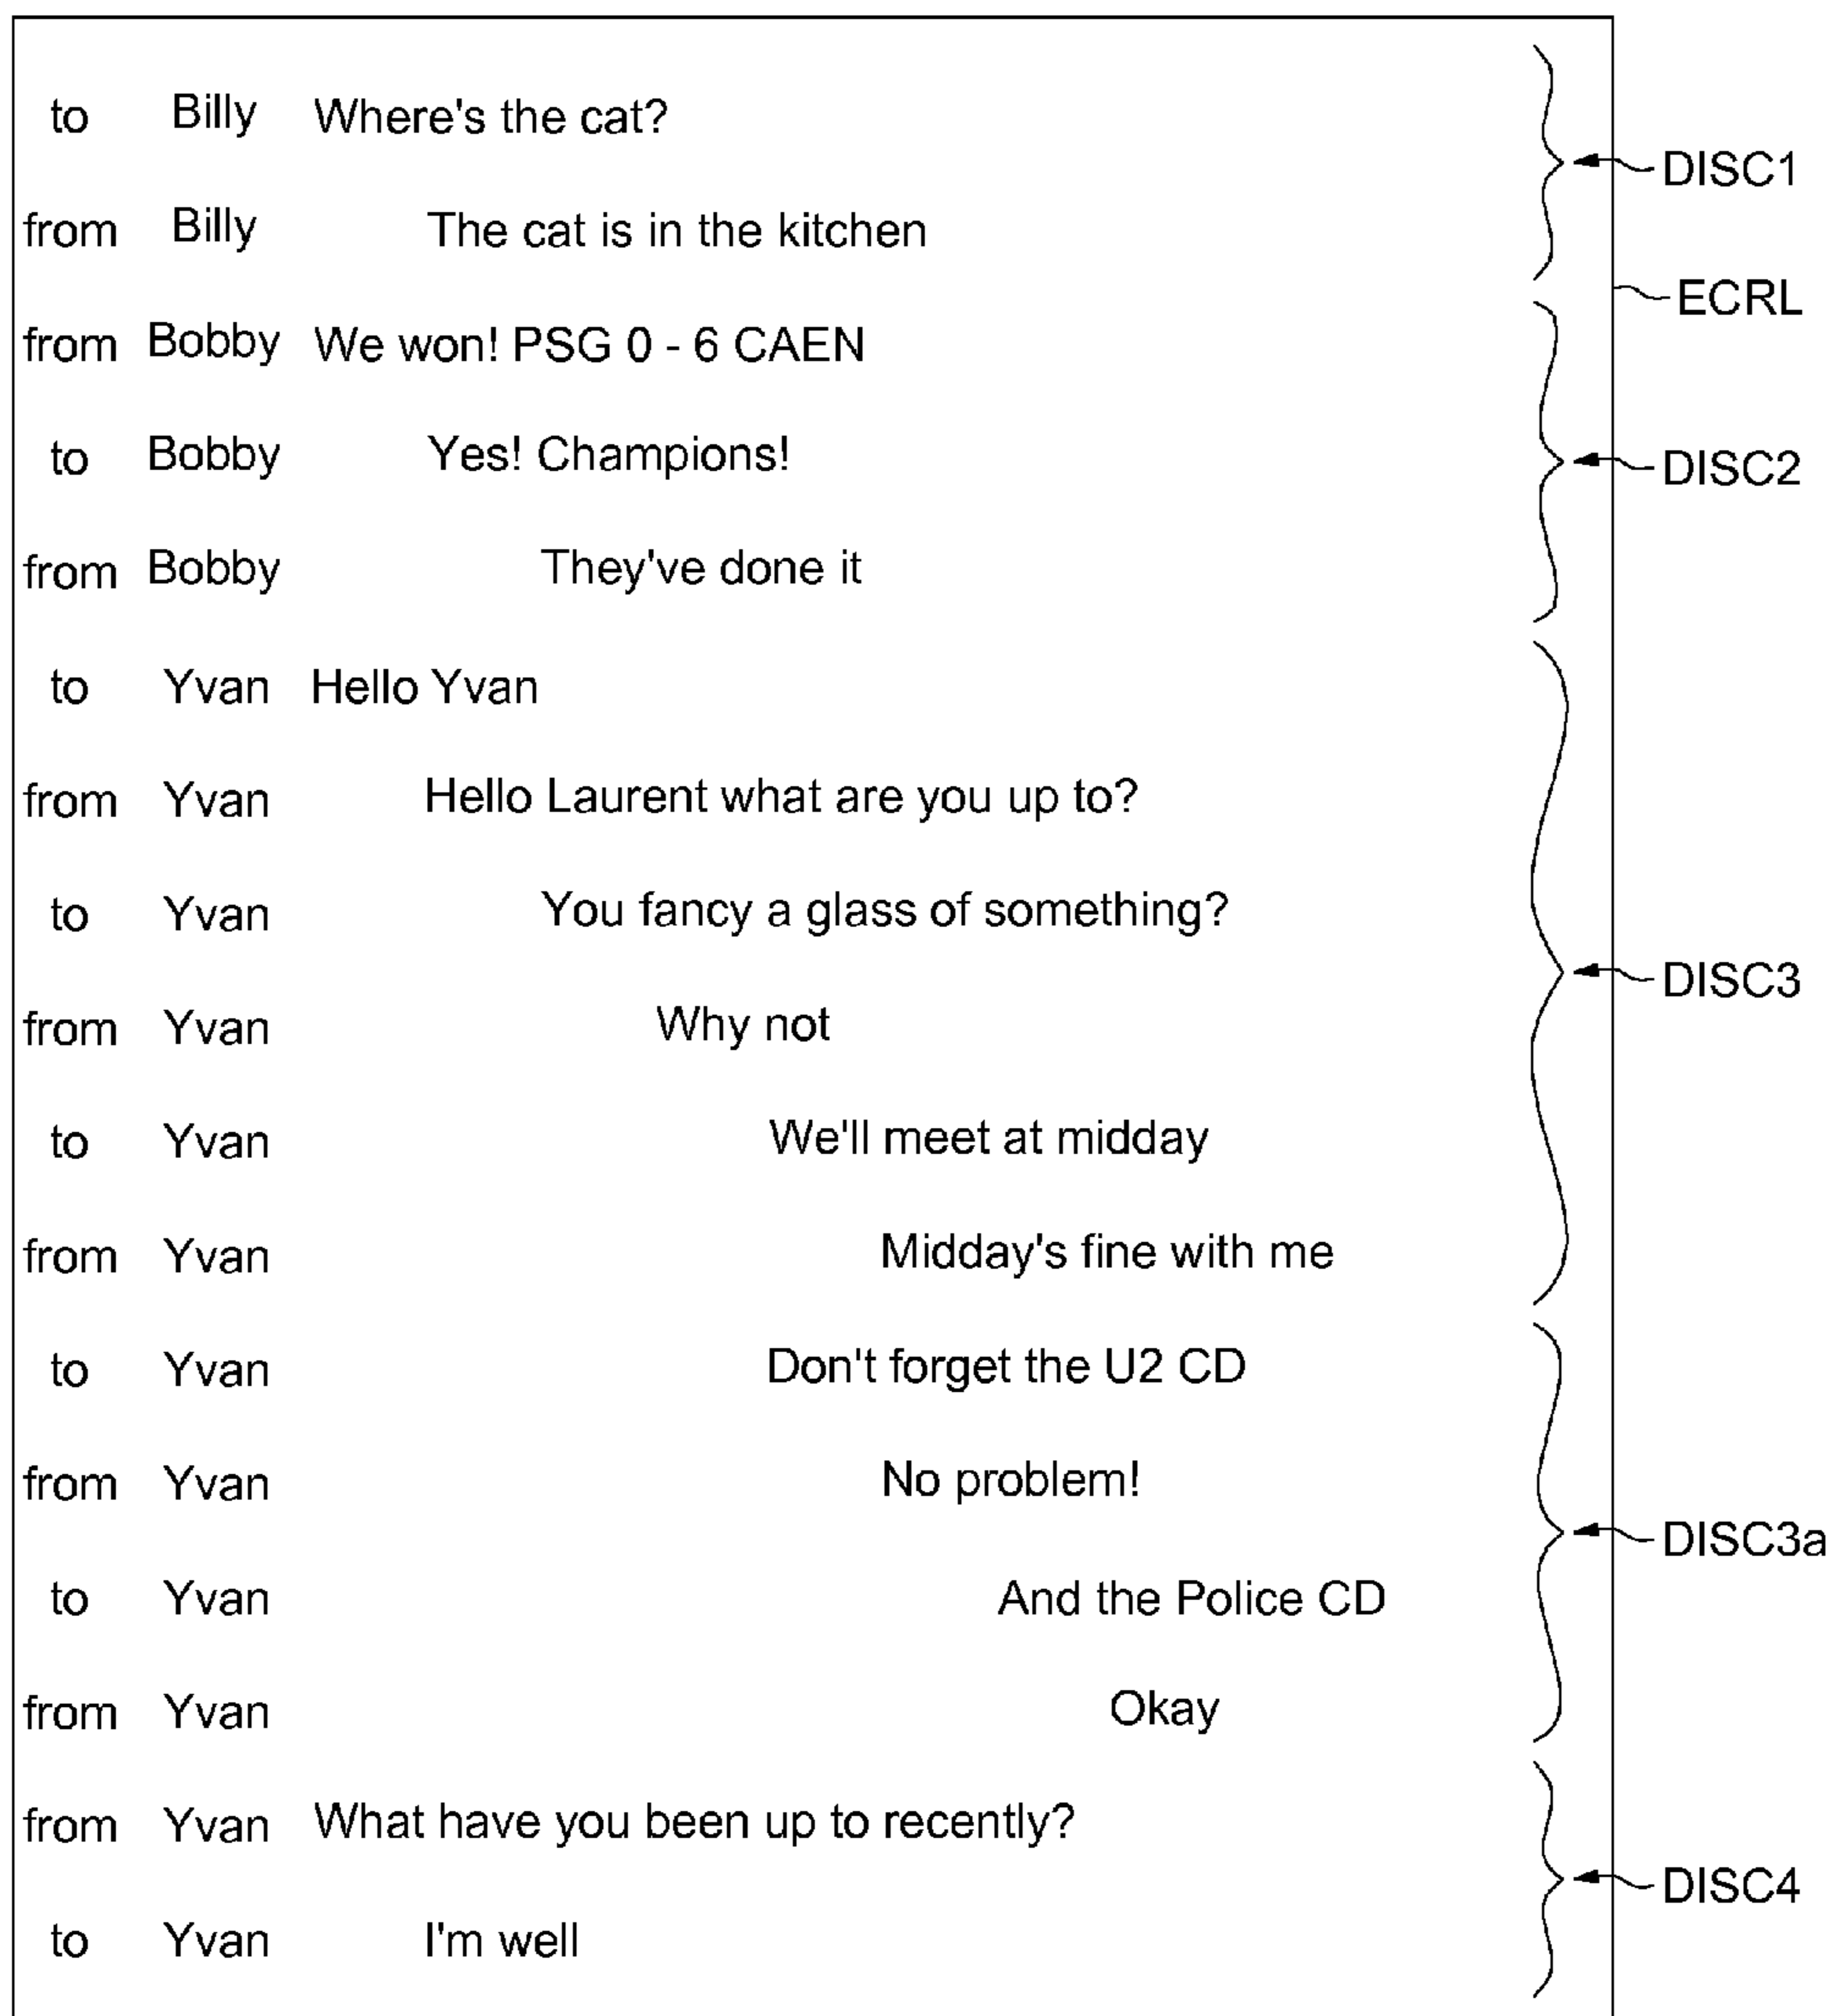 to Billy Where's the cat?
DISC1
from Billy The cat is in the kitchen
ECRL
from Bobby We won! PSG 0 - 6 CAEN
to Bobby Yes! Champions!
DISC2
from Bobby They've done it
to Yvan Hello Yvan
from Yvan Hello Laurent what are you up to?
to Yvan You fancy a glass of something?
DISC3
from Yvan Why not
to Yvan We'll meet at midday
from Yvan Midday's fine with me
to Yvan Don't forget the U2 CD
from Yvan No problem!
DISC3a
to Yvan And the Police CD
from Yvan Okay
from Yvan What have you been up to recently?
DISC4
to Yvan I'm well